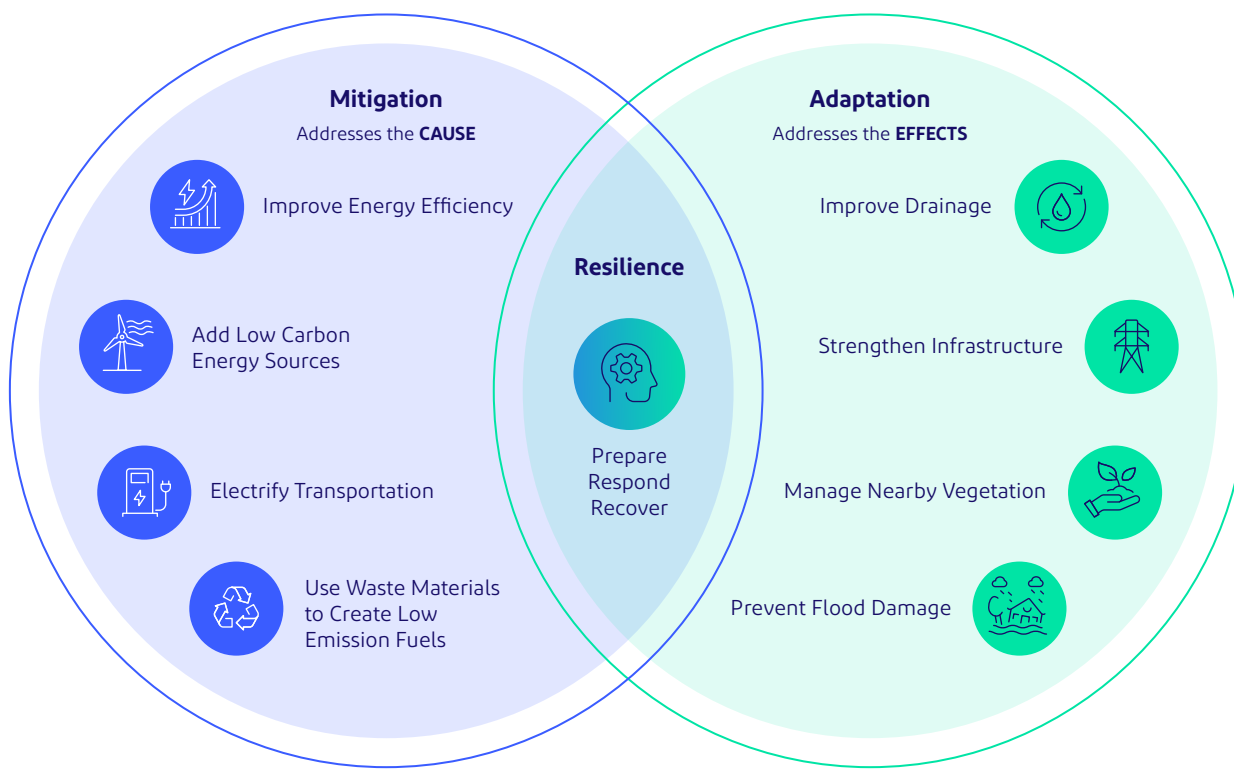 Mitigation
Addresses the CAUSE
Improve Energy Efficiency
Add Low Carbon
Energy Sources
Electrify Transportation
Use Waste Materials
to Create Low
Emission Fuels
Resilience
Prepare
Respond
Recover
Adaptation
Addresses the EFFECTS
Improve Drainage
Strengthen Infrastructure
Manage Nearby Vegetation
Prevent Flood Damage